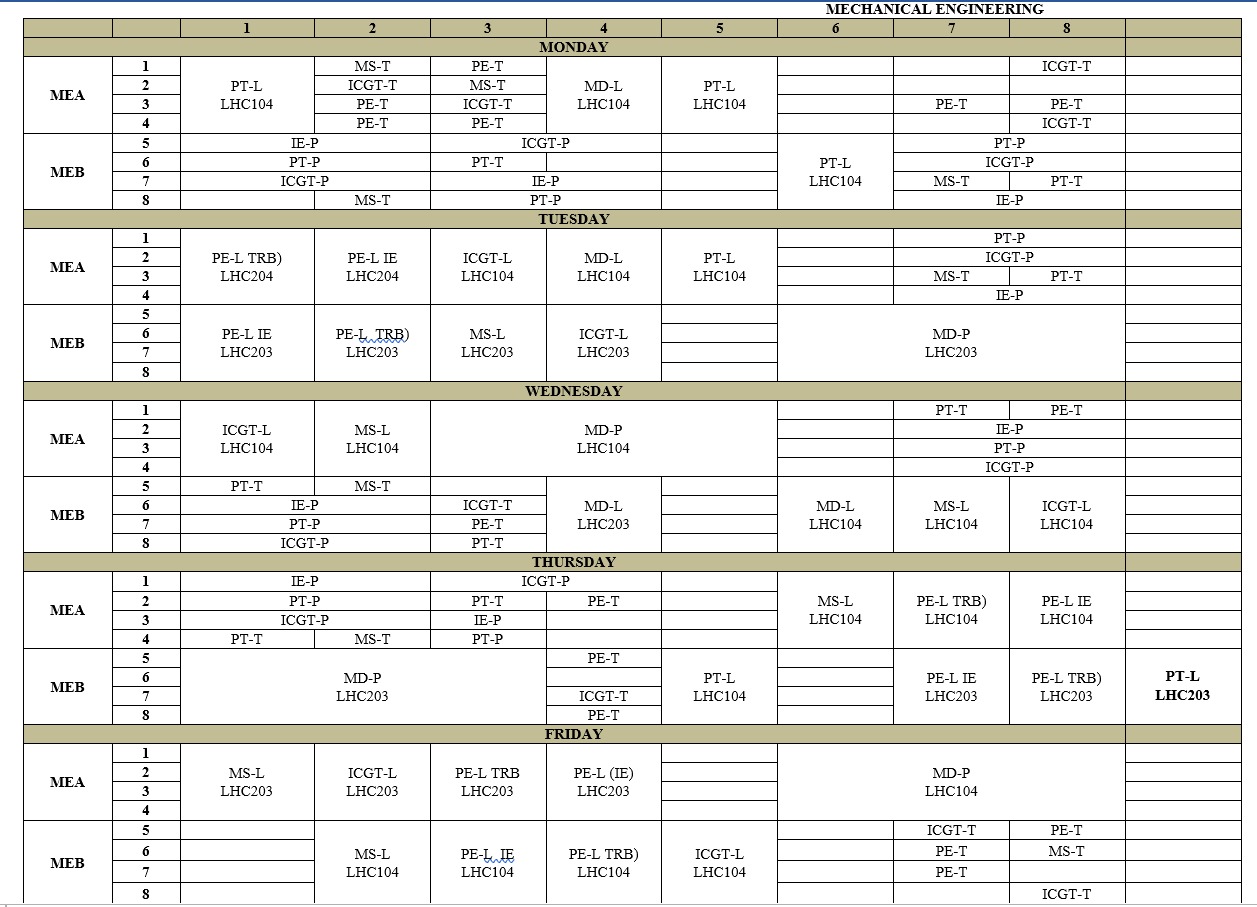 MECHANICAL ENGINEERING
1 2 3 4 5 6 7 8
MONDAY
MEA
1 MS-T PE-T ICGT-T
2 PT-L LHC104 ICGT-T MS-T MD-L LHC104 PT-L LHC104
3 PE-T ICGT-T PE-T PE-T
4 PE-T PE-T ICGT-T
MEB
5 IE-P ICGT-P PT-P
6 PT-P PT-T PT-L LHC104 ICGT-P
7 ICGT-P IE-P MS-T PT-T
8 MS-T PT-P IE-P
TUESDAY
MEA
1 PT-P
2 PE-L TRB) LHC204 PE-L IE LHC204 ICGT-L LHC104 MD-L LHC104 PT-L LHC104 ICGT-P
3 MS-T PT-T
4 IE-P
MEB
5
6 PE-L IE LHC203 PE-L TRB) LHC203 MS-L LHC203 ICGT-L LHC203 MD-P LHC203
7
8
WEDNESDAY
MEA
1 PT-T PE-T
2 ICGT-L LHC104 MS-L LHC104 MD-P LHC104 IE-P
3 PT-P
4 ICGT-P
MEB
5 PT-T MS-T
6 IE-P ICGT-T MD-L LHC203 MD-L LHC104 MS-L LHC104 ICGT-L LHC104
7 PT-P PE-T
8 ICGT-P PT-T
THURSDAY
MEA
1 IE-P ICGT-P
2 PT-P PT-T PE-T MS-L LHC104 PE-L TRB) LHC104 PE-L IE LHC104
3 ICGT-P IE-P
4 PT-T MS-T PT-P
MEB
5 PE-T
6 MD-P LHC203 PT-L LHC104 PE-L IE LHC203 PE-L TRB) LHC203 PT-L LHC203
7 ICGT-T
8 PE-T
FRIDAY
MEA
1
2 MS-L LHC203 ICGT-L LHC203 PE-L TRB LHC203 PE-L (IE) LHC203 MD-P LHC104
3
4
MEB
5 ICGT-T PE-T
6 MS-L LHC104 PE-L IE LHC104 PE-L TRB) LHC104 ICGT-L LHC104 PE-T MS-T
7 PE-T
8 ICGT-T